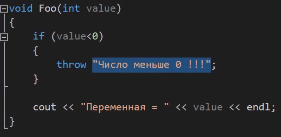 void Foo(int value)
{
if (value<0)
{
throw "Число меньше 0 !!!";
}
cout << "Переменная = " << value << endl;
}